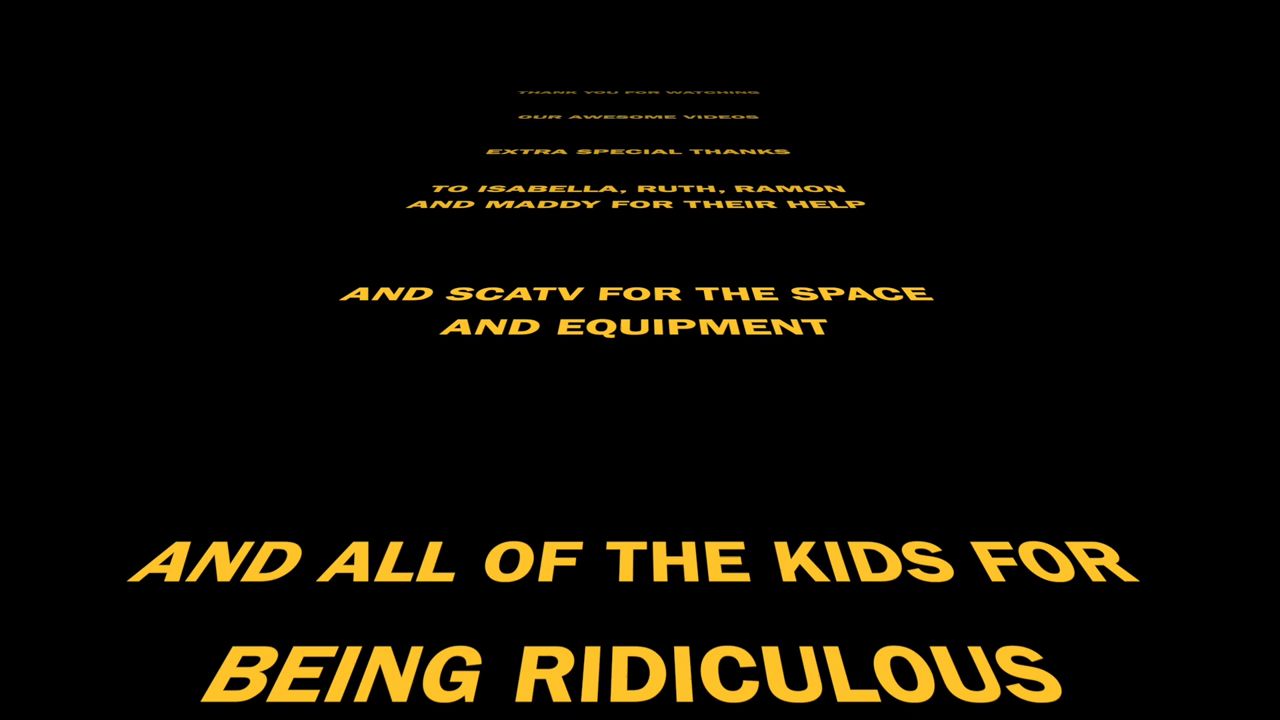 THANK YOU FOR WATCHING
OUR AWESOME VIDEOS
EXTRA SPECIAL THANKS
TO ISABELLA, RUTH, RAMON
AND MADDY FOR THEIR HELP
AND SCATV FOR THE SPACE
AND EQUIPMENT
AND ALL OF THE KIDS FOR
BEING RIDICULOUS